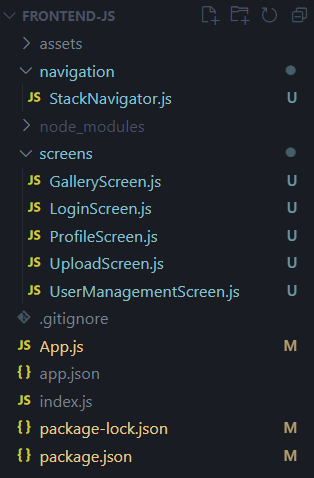 FRONTEND-JS
assets
navigation
JS StackNavigator.js U
node_modules
screens
JS GalleryScreen.js U
JS LoginScreen.js U
JS ProfileScreen.js U
JS UploadScreen.js U
JS UserManagementScreen.js U
.gitignore
JS App.js M
{} app.json
JS index.js
{} package-lock.json M
{} package.json M